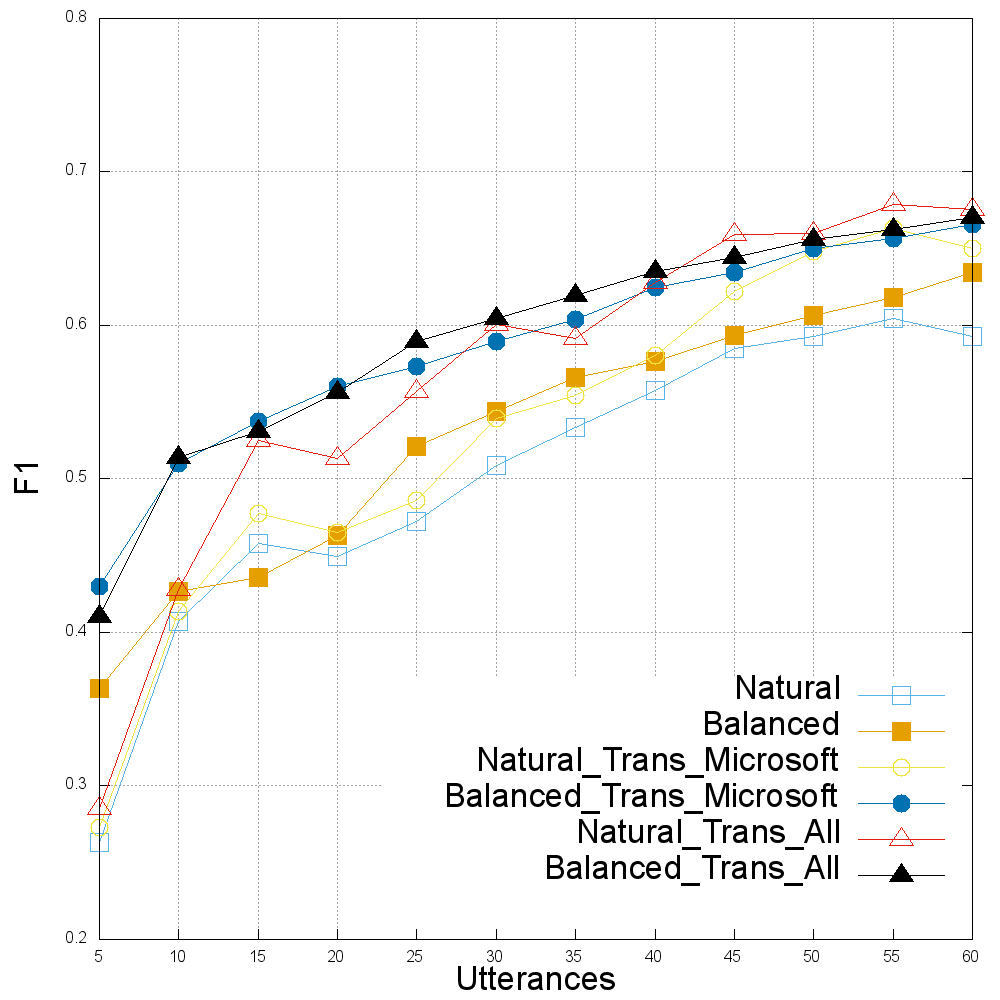 0.8
0.7
0.6
0.5
0.4
0.3
0.2
F1
Natural
Balanced
Natural_Trans_Microsoft
Balanced_Trans_Microsoft
Natural_Trans_All
Balanced_Trans_All
5 10 15 20 25 30 35 40 45 50 55 60
Utterances